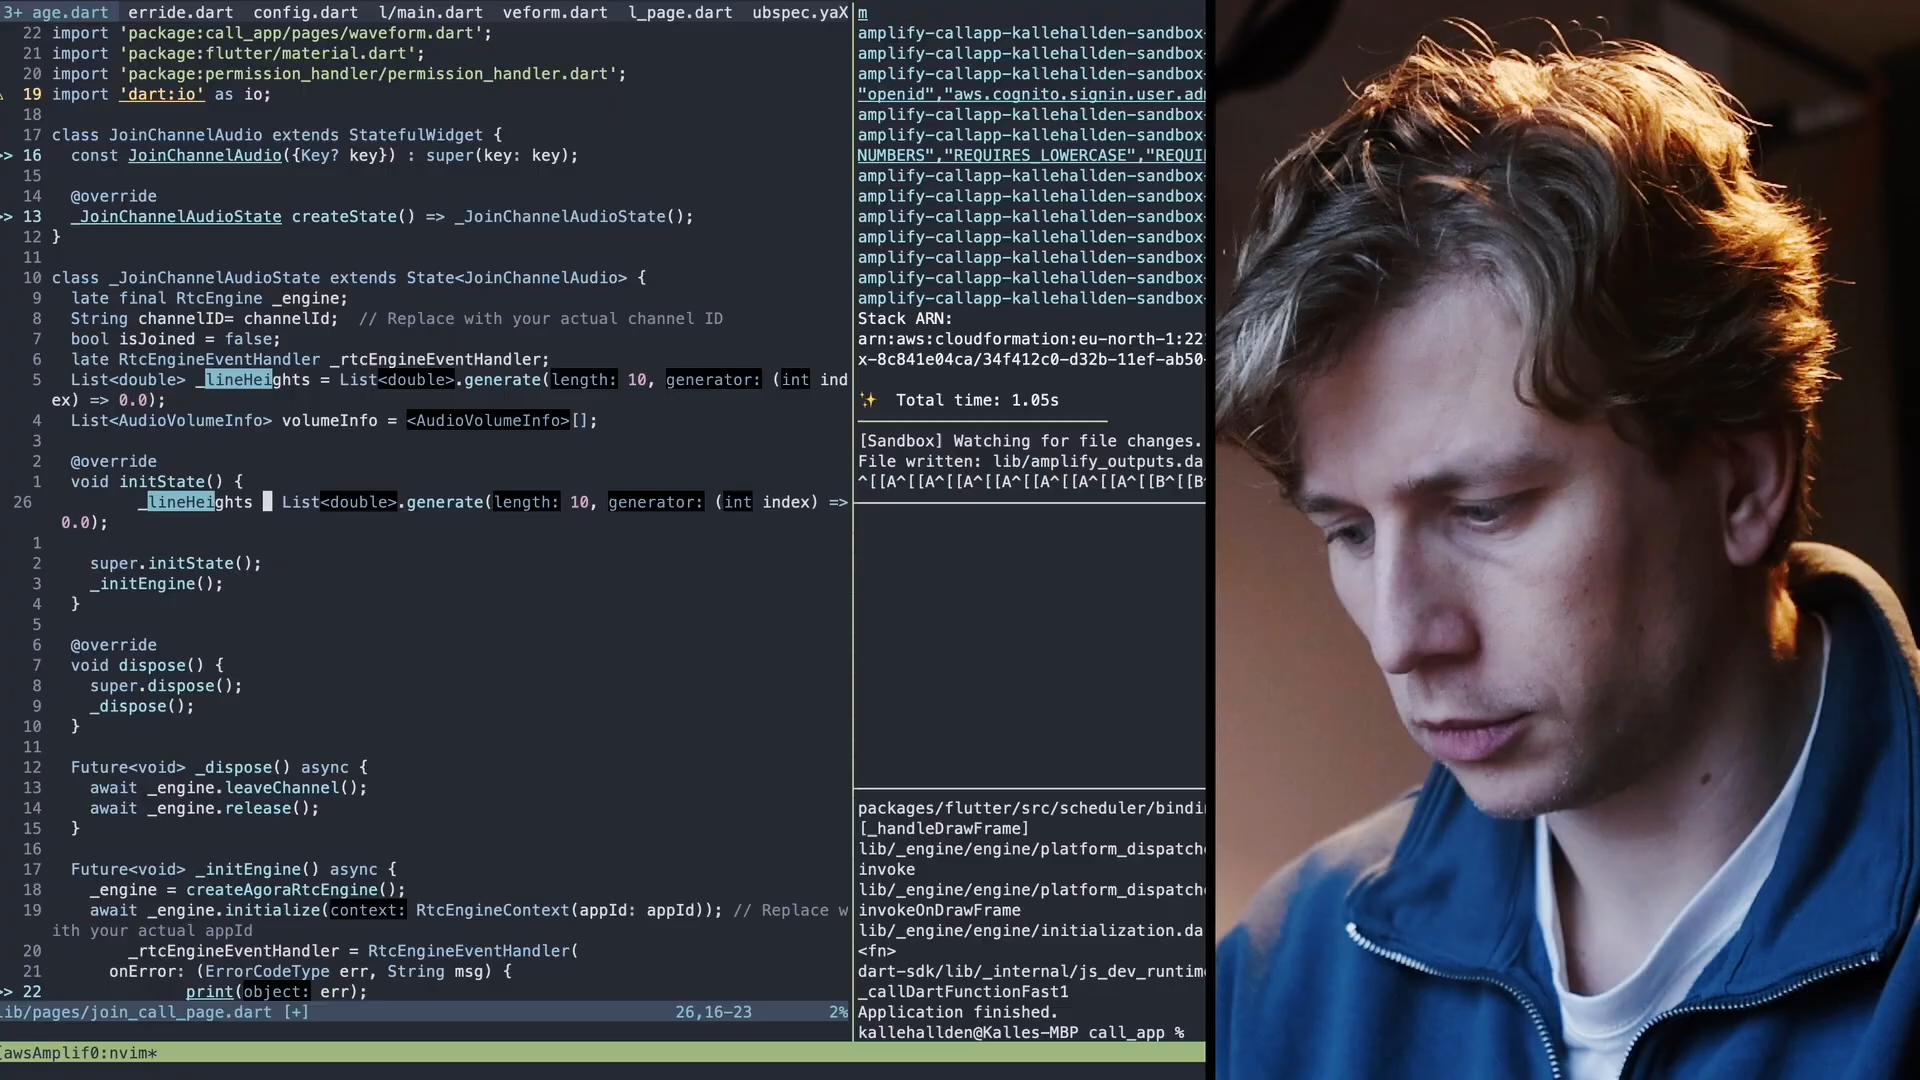 3+ age.dart  erride.dart  config.dart  l/main.dart  veform.dart  l_page.dart  ubspec.yaX
22 import 'package:call_app/pages/waveform.dart';
21 import 'package:flutter/material.dart';
20 import 'package:permission_handler/permission_handler.dart';
19 import 'dart:io' as io;
18
17 class JoinChannelAudio extends StatefulWidget {
>> 16   const JoinChannelAudio({Key? key}) : super(key: key);
15
14   @override
>> 13   _JoinChannelAudioState createState() => _JoinChannelAudioState();
12 }
11
10 class _JoinChannelAudioState extends State<JoinChannelAudio> {
9   late final RtcEngine _engine;
8   String channelID= channelId;  // Replace with your actual channel ID
7   bool isJoined = false;
6   late RtcEngineEventHandler _rtcEngineEventHandler;
5   List<double> _lineHeights = List<double>.generate(length: 10, generator: (int ind
ex) => 0.0);
4   List<AudioVolumeInfo> volumeInfo = <AudioVolumeInfo>[];
3
2   @override
1   void initState() {
26          _lineHeights   List<double>.generate(length: 10, generator: (int index) =>
0.0);
1
2     super.initState();
3     _initEngine();
4   }
5
6   @override
7   void dispose() {
8     super.dispose();
9     _dispose();
10   }
11
12   Future<void> _dispose() async {
13     await _engine.leaveChannel();
14     await _engine.release();
15   }
16
17   Future<void> _initEngine() async {
18     _engine = createAgoraRtcEngine();
19     await _engine.initialize(context: RtcEngineContext(appId: appId)); // Replace w
ith your actual appId
20         _rtcEngineEventHandler = RtcEngineEventHandler(
21       onError: (ErrorCodeType err, String msg) {
>> 22               print(object: err);
lib/pages/join_call_page.dart [+]  26,16-23  2%
[awsAmplif0:nvim*
m
amplify-callapp-kallehallden-sandbox-
amplify-callapp-kallehallden-sandbox-
amplify-callapp-kallehallden-sandbox-
"openid","aws.cognito.signin.user.ad
amplify-callapp-kallehallden-sandbox-
amplify-callapp-kallehallden-sandbox-
NUMBERS","REQUIRES_LOWERCASE","REQUI
amplify-callapp-kallehallden-sandbox-
amplify-callapp-kallehallden-sandbox-
amplify-callapp-kallehallden-sandbox-
amplify-callapp-kallehallden-sandbox-
amplify-callapp-kallehallden-sandbox-
amplify-callapp-kallehallden-sandbox-
amplify-callapp-kallehallden-sandbox-
Stack ARN:
arn:aws:cloudformation:eu-north-1:22
x-8c841e04ca/34f412c0-d32b-11ef-ab50-
✨  Total time: 1.05s
[Sandbox] Watching for file changes.
File written: lib/amplify_outputs.da
^[[A^[[A^[[A^[[A^[[A^[[A^[[A^[[B^[[B
packages/flutter/src/scheduler/bindi
[_handleDrawFrame]
lib/_engine/engine/platform_dispatch
invoke
lib/_engine/engine/platform_dispatch
invokeOnDrawFrame
lib/_engine/initialization.da
<fn>
dart-sdk/lib/_internal/js_dev_runtim
_callDartFunctionFast1
Application finished.
kallehallden@Kalles-MBP call_app %